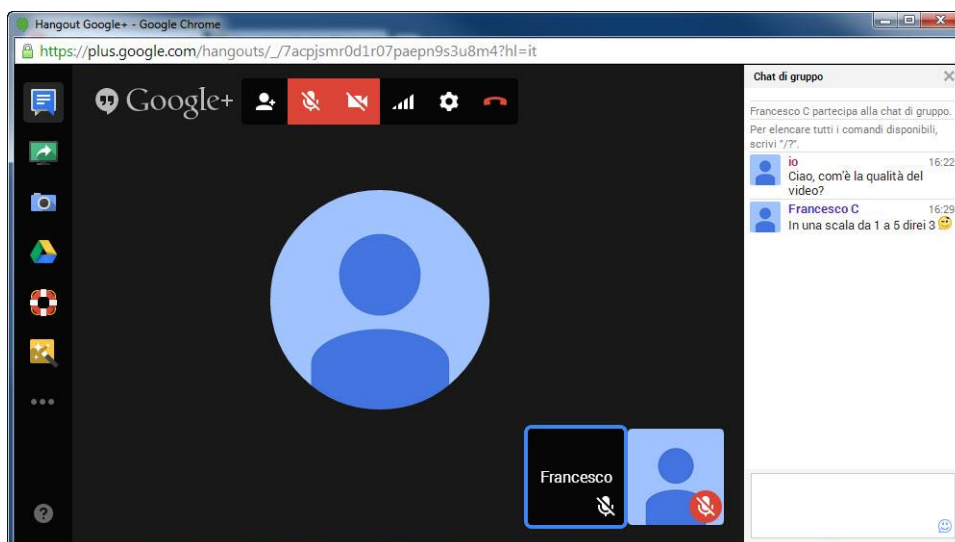 Hangout Google+ - Google Chrome
https://plus.google.com/hangouts/_/7acpjsmr0d1r07paepn9s3u8m4?hl=it
Google+
Chat di gruppo
Francesco C partecipa alla chat di gruppo.
Per elencare tutti i comandi disponibili,
scrivi "/?".
io 16:22
Ciao, com'è la qualità del
video?
Francesco C 16:29
In una scala da 1 a 5 direi 3
Francesco